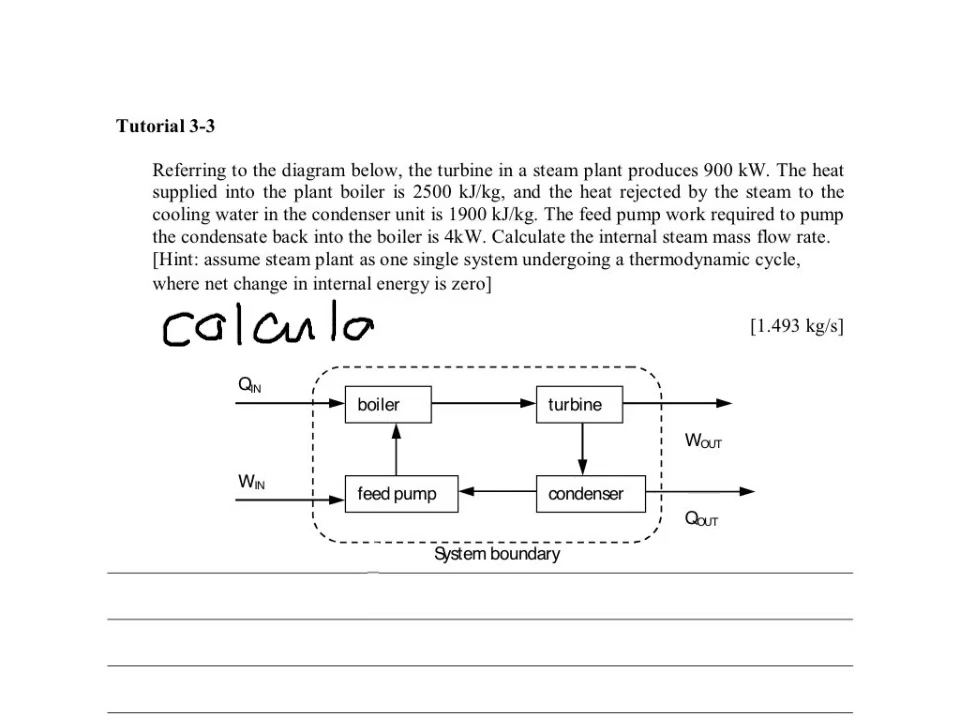 Tutorial 3-3
Referring to the diagram below, the turbine in a steam plant produces 900 kW. The heat
supplied into the plant boiler is 2500 kJ/kg, and the heat rejected by the steam to the
cooling water in the condenser unit is 1900 kJ/kg. The feed pump work required to pump
the condensate back into the boiler is 4kW. Calculate the internal steam mass flow rate.
[Hint: assume steam plant as one single system undergoing a thermodynamic cycle,
where net change in internal energy is zero]
calcula
[1.493 kg/s]
QIN
boiler
turbine
WOUT
WIN
feed pump
condenser
QOUT
System boundary